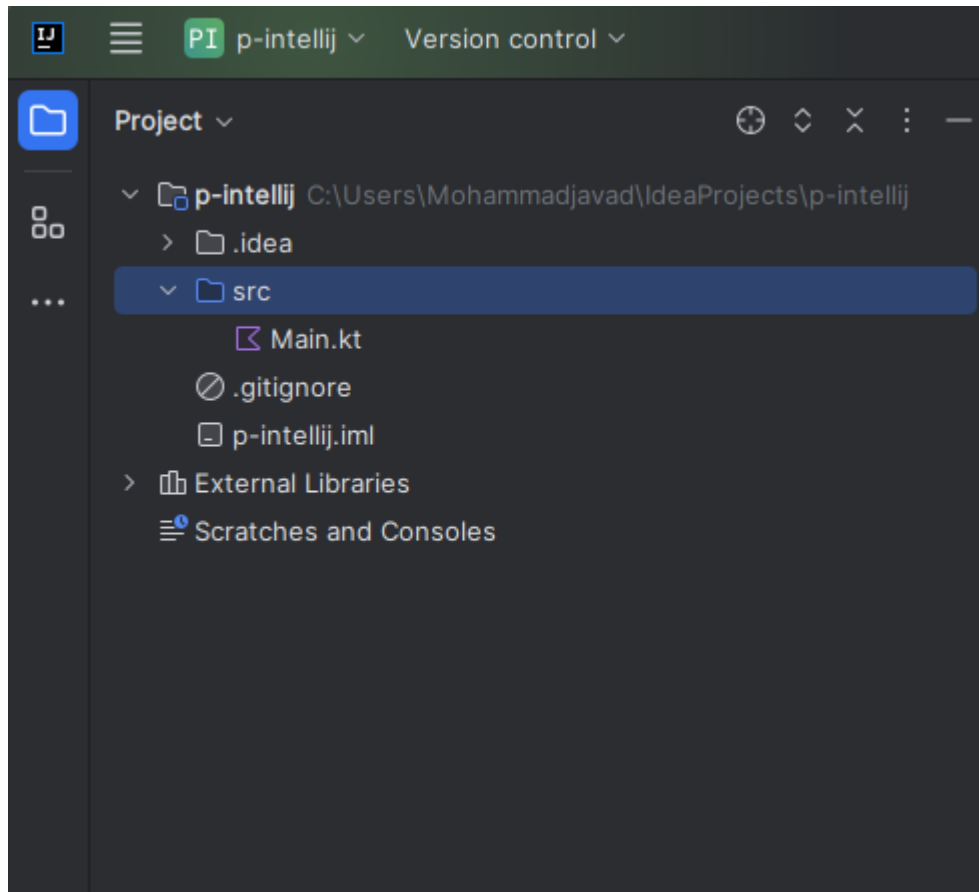 IJ PI p-intellij Version control
Project
p-intellij C:\Users\Mohammadjavad\IdeaProjects\p-intellij
.idea
src
Main.kt
.gitignore
p-intellij.iml
External Libraries
Scratches and Consoles